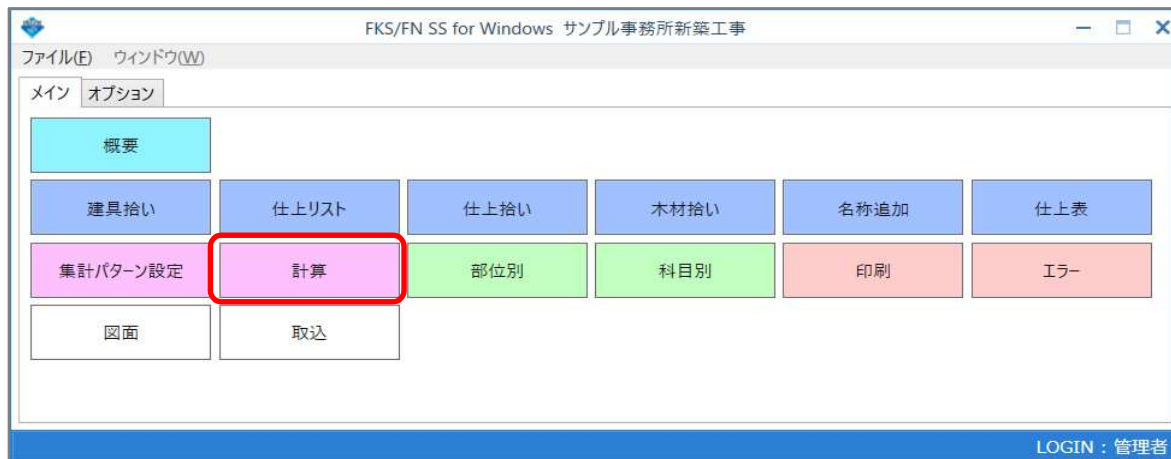 FKS/FN SS for Windows サンプル事務所新築工事
ファイル(F) ウィンドウ(W)
メイン オプション
概要
建具拾い 仕上リスト 仕上拾い 木材拾い 名称追加 仕上表
集計パターン設定 計算 部位別 科目別 印刷 エラー
図面 取込
LOGIN : 管理者